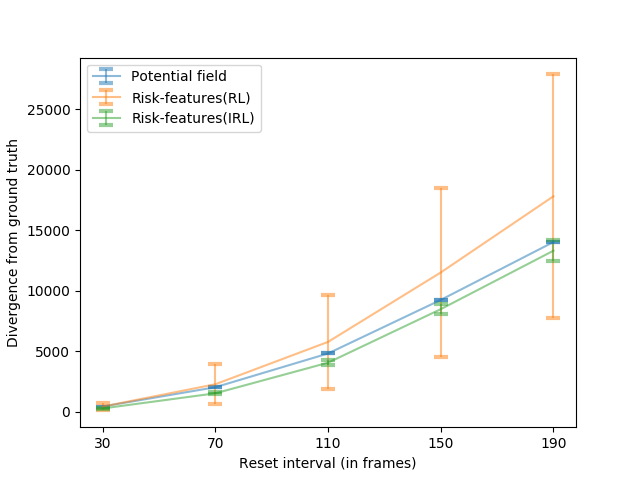 Potential field
Risk-features(RL)
Risk-features(IRL)
Divergence from ground truth
25000
20000
15000
10000
5000
0
30 70 110 150 190
Reset interval (in frames)